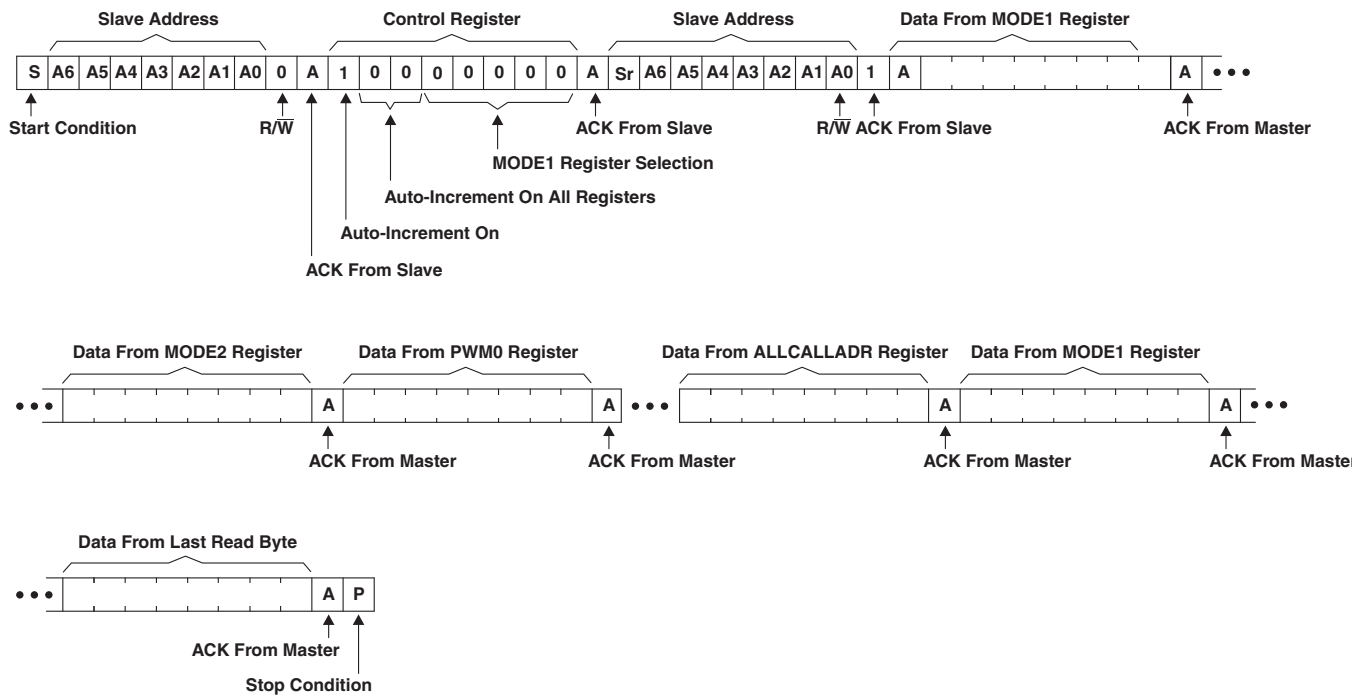 Slave Address Control Register Slave Address Data From MODE1 Register
S A6 A5 A4 A3 A2 A1 A0 0 A 1 0 0 0 0 0 0 0 A Sr A6 A5 A4 A3 A2 A1 A0 1 A A •••
Start Condition R/W̅ ACK From Slave R/W̅ ACK From Slave ACK From Master
MODE1 Register Selection
Auto-Increment On All Registers
Auto-Increment On
ACK From Slave
Data From MODE2 Register Data From PWM0 Register Data From ALLCALLADR Register Data From MODE1 Register
••• A A ••• A A •••
ACK From Master ACK From Master ACK From Master ACK From Master
Data From Last Read Byte
••• A P
ACK From Master
Stop Condition